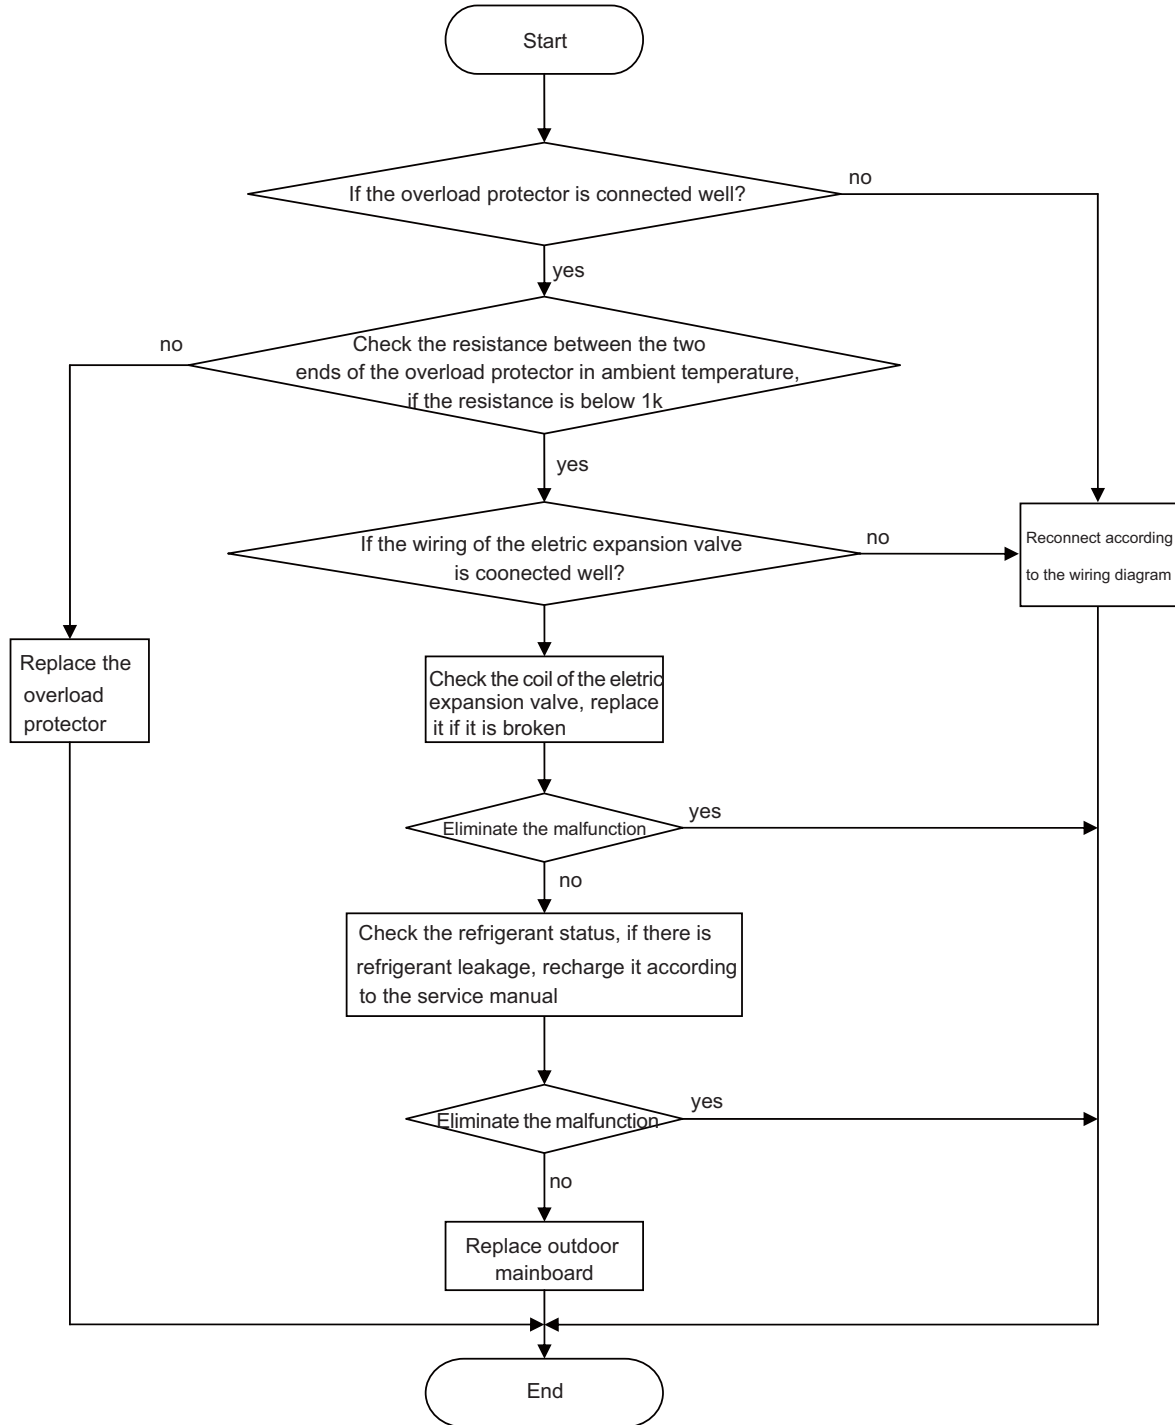 Start
If the overload protector is connected well?
no
yes
no
Check the resistance between the two
ends of the overload protector in ambient temperature,
if the resistance is below 1k
yes
If the wiring of the eletric expansion valve
is coonected well?
no
Reconnect according
to the wiring diagram
Replace the
overload
protector
Check the coil of the eletric
expansion valve, replace
it if it is broken
Eliminate the malfunction
yes
no
Check the refrigerant status, if there is
refrigerant leakage, recharge it according
to the service manual
Eliminate the malfunction
yes
no
Replace outdoor
mainboard
End